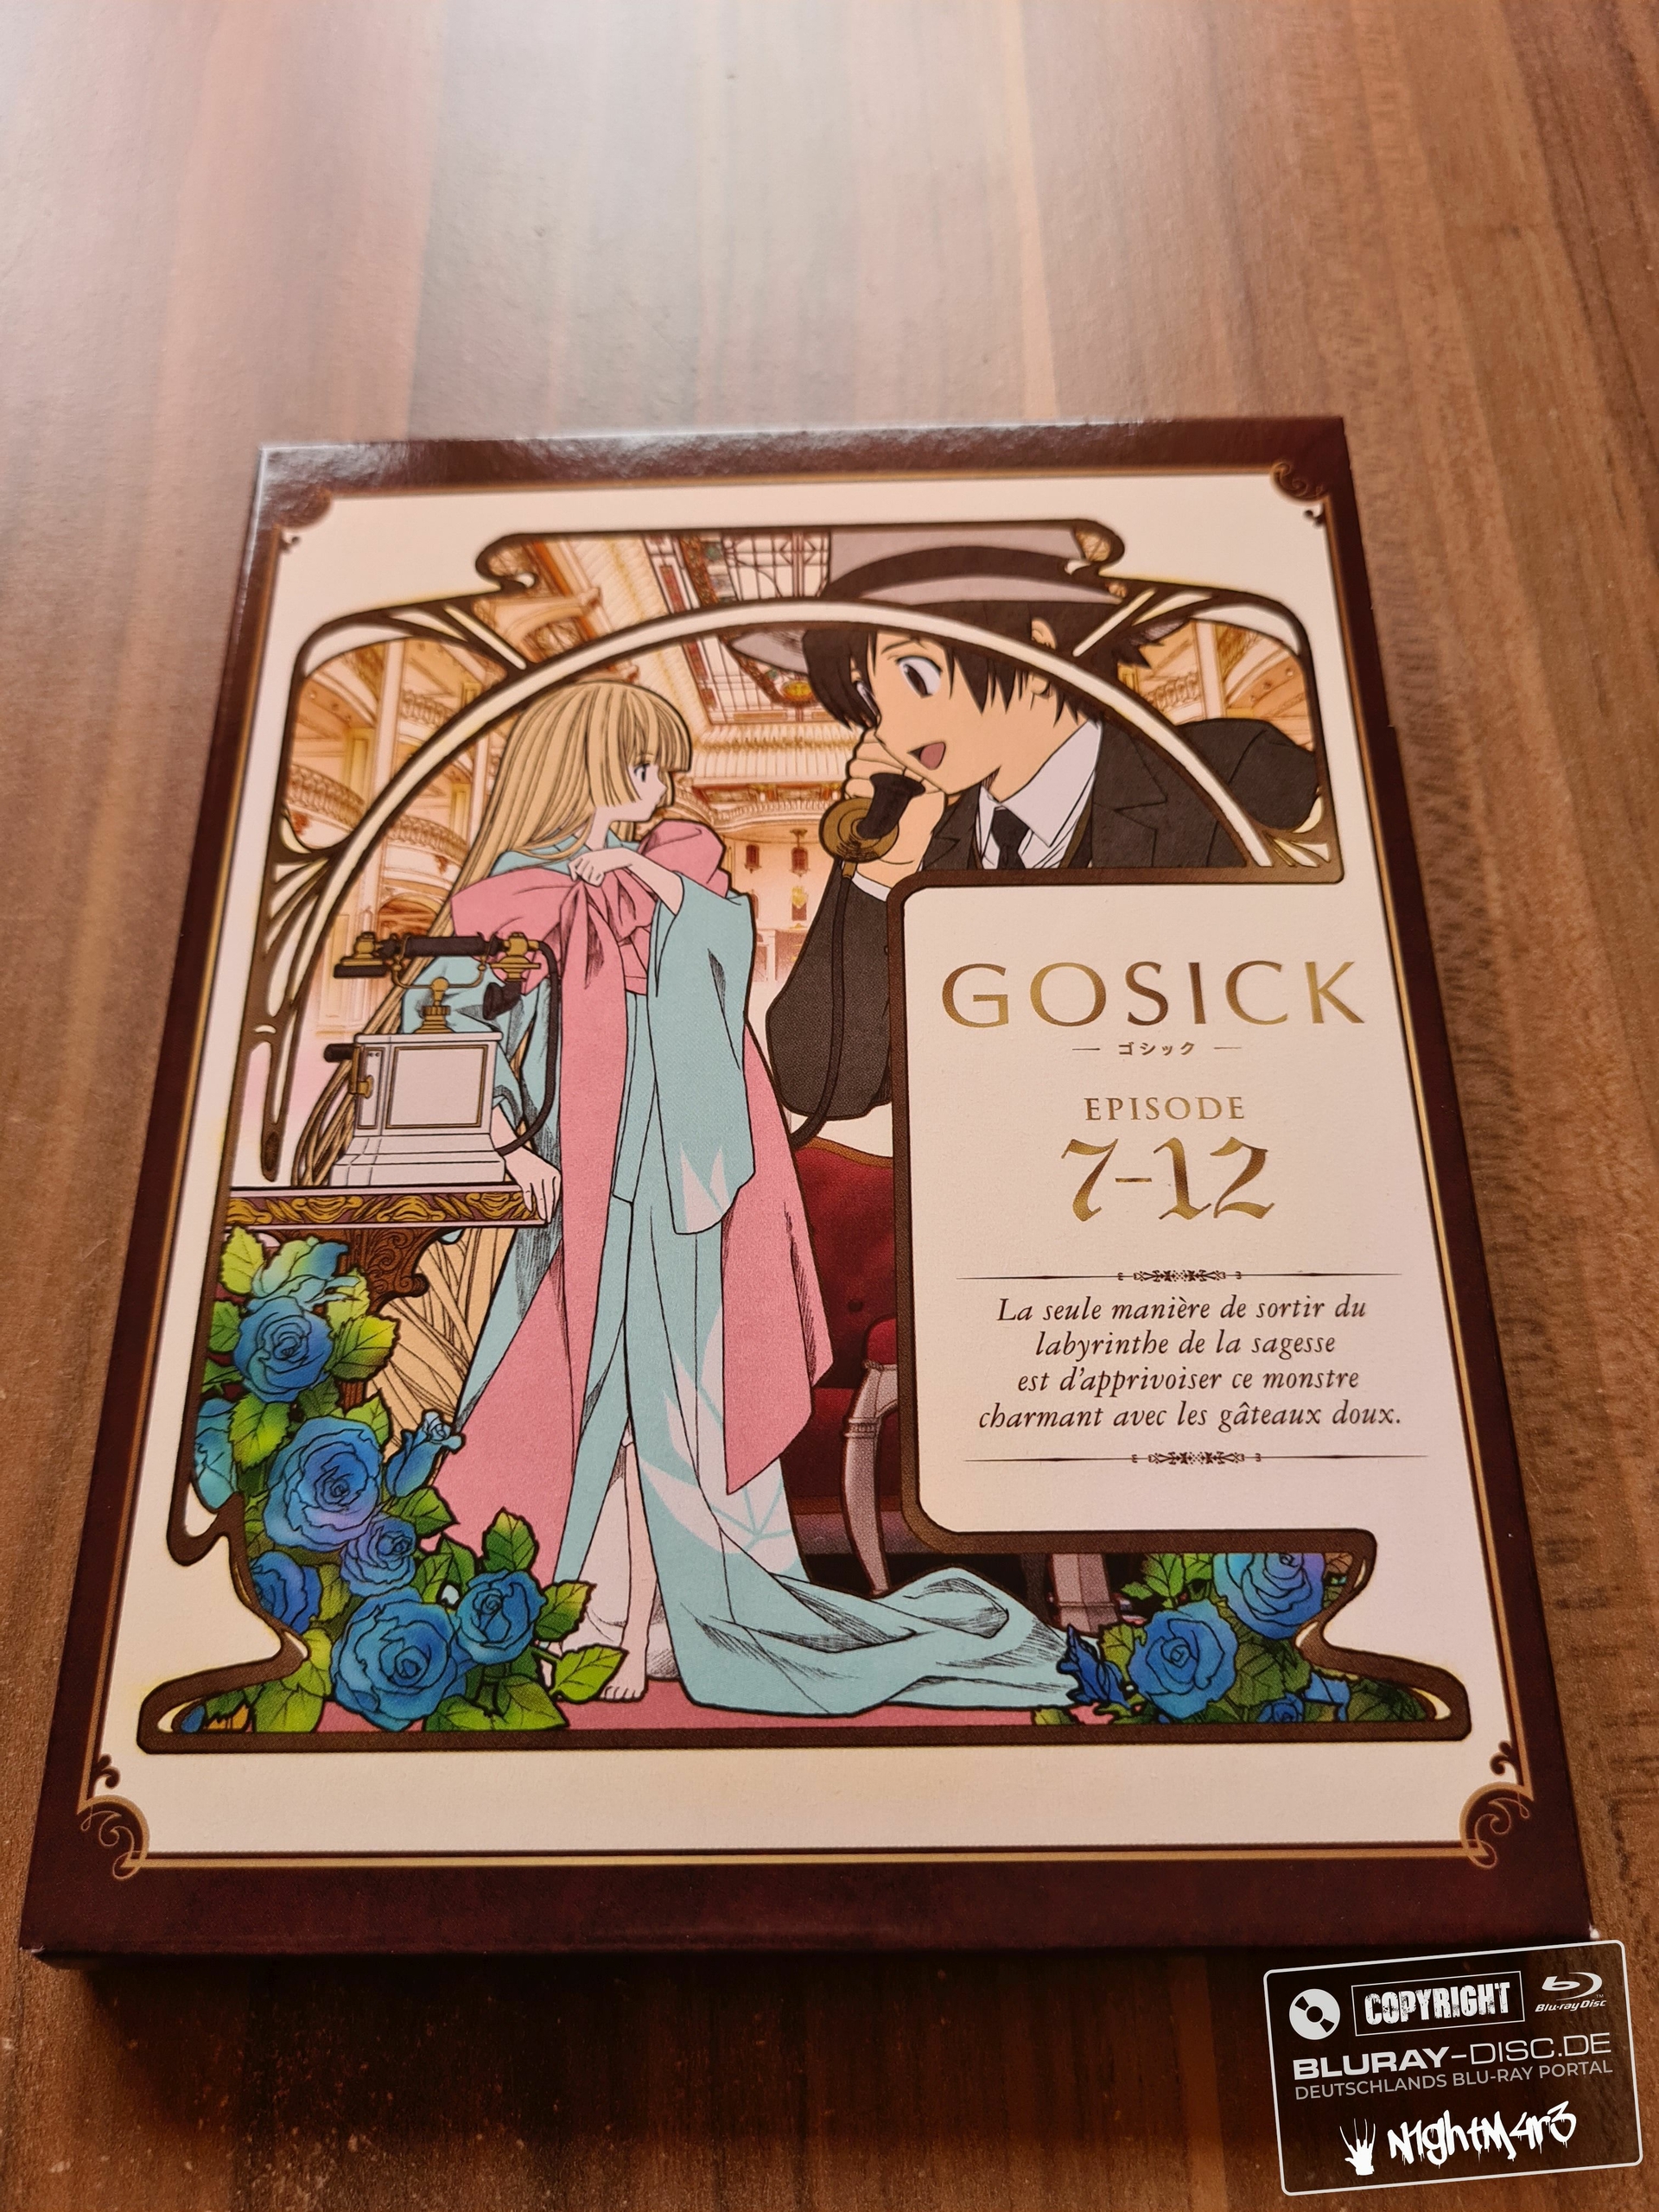 GOSICK
ゴシック
EPISODE
7-12
La seule manière de sortir du
labyrinthe de la sagesse
est d'apprivoiser ce monstre
charmant avec les gâteaux doux.
COPYRIGHT
Blu-ray Disc™
BLURAY-DISC.DE
DEUTSCHLANDS BLU-RAY PORTAL
N1ghtM4r3